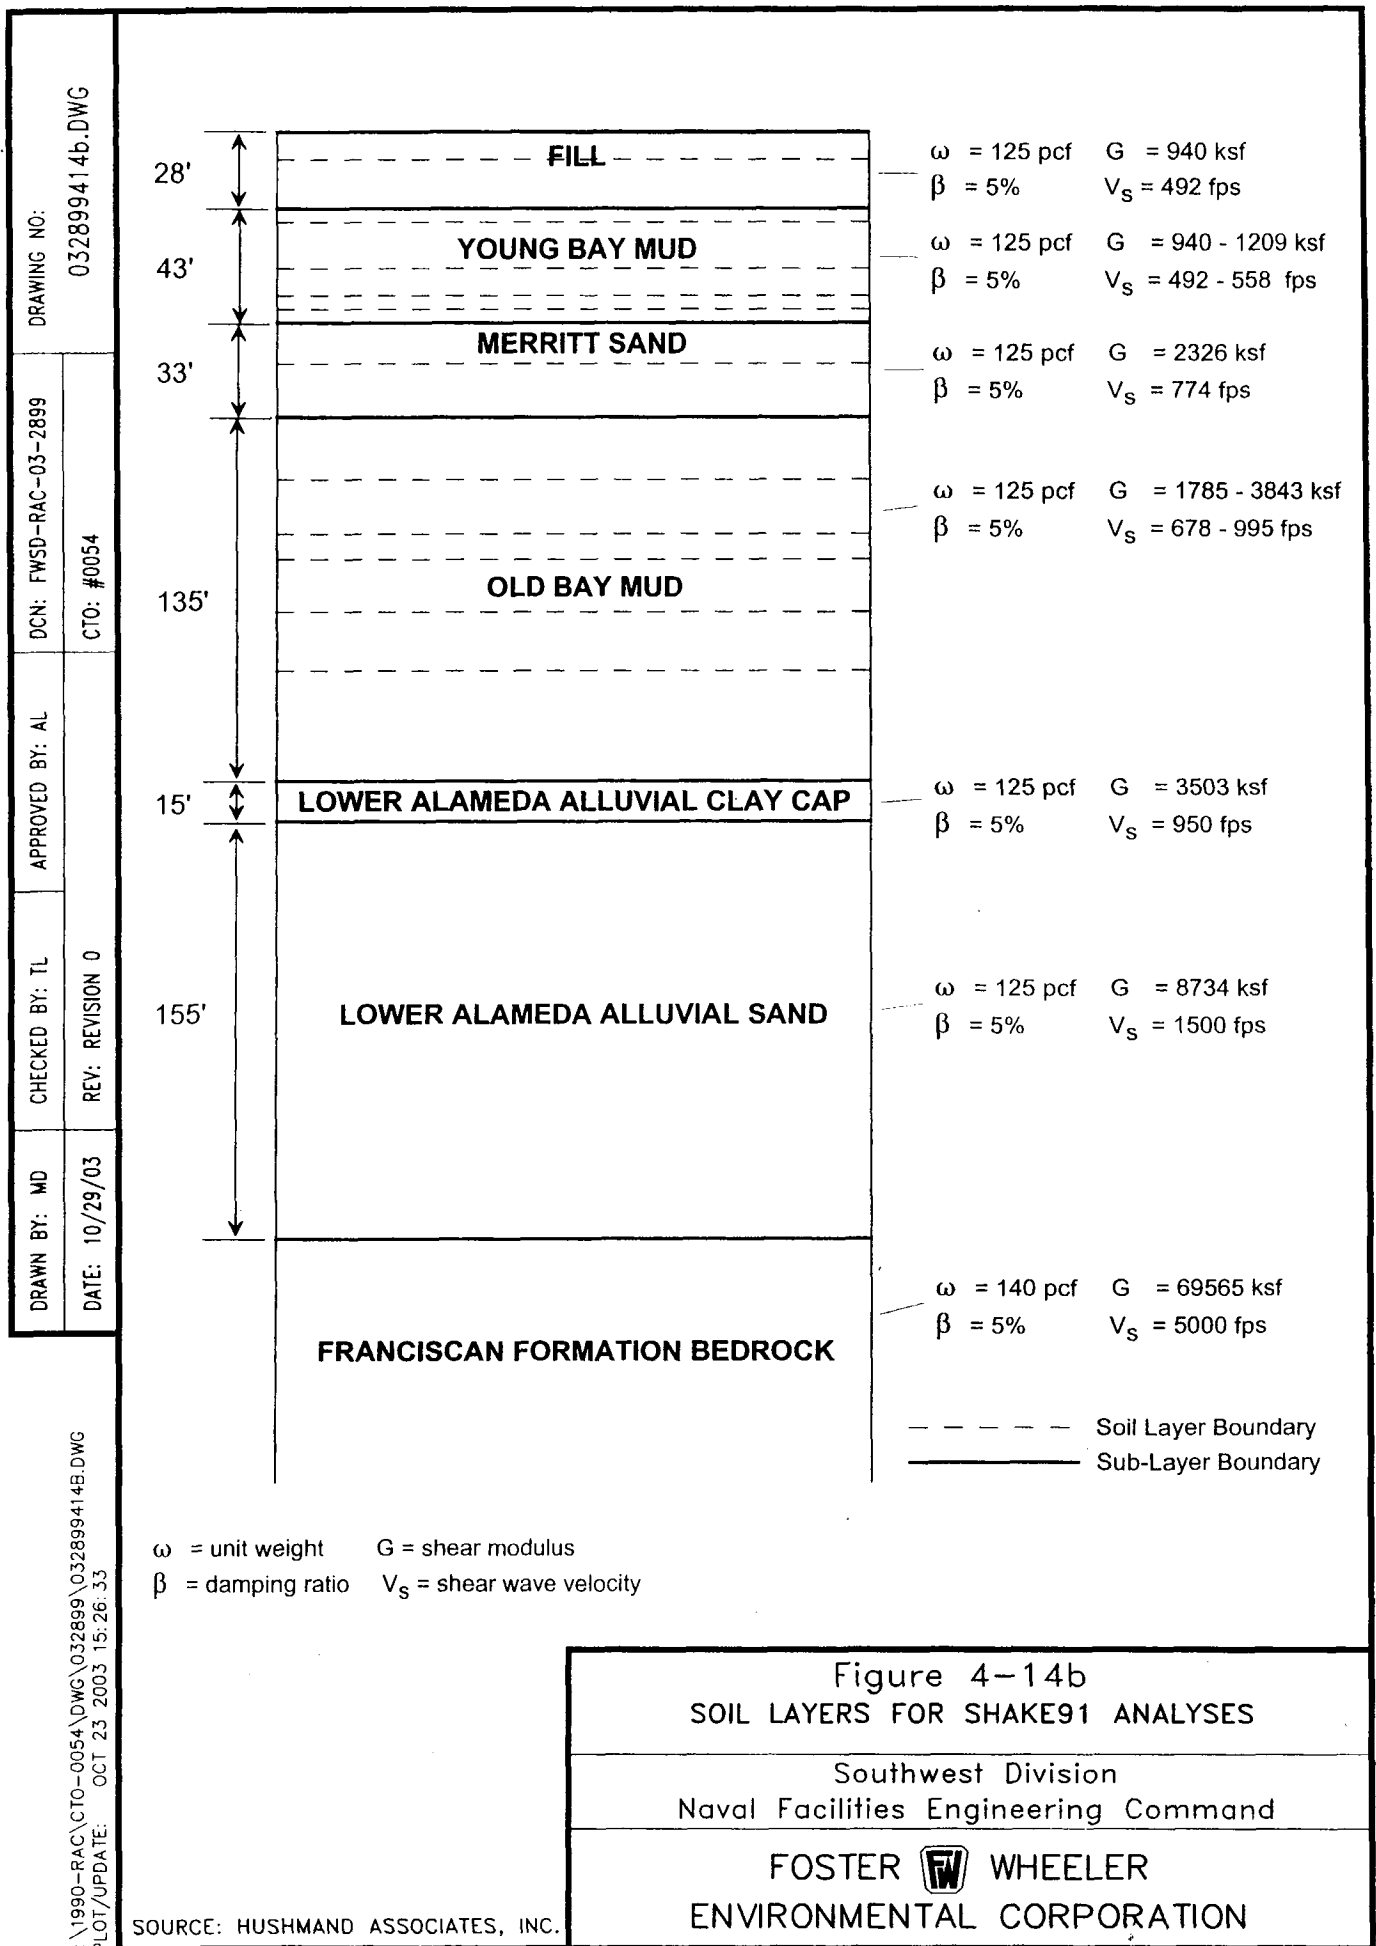 28'
FILL
ω = 125 pcf G = 940 ksf
β = 5% VS = 492 fps
43'
YOUNG BAY MUD
ω = 125 pcf G = 940 - 1209 ksf
β = 5% VS = 492 - 558 fps
33'
MERRITT SAND
ω = 125 pcf G = 2326 ksf
β = 5% VS = 774 fps
135'
OLD BAY MUD
ω = 125 pcf G = 1785 - 3843 ksf
β = 5% VS = 678 - 995 fps
15'
LOWER ALAMEDA ALLUVIAL CLAY CAP
ω = 125 pcf G = 3503 ksf
β = 5% VS = 950 fps
155'
LOWER ALAMEDA ALLUVIAL SAND
ω = 125 pcf G = 8734 ksf
β = 5% VS = 1500 fps
FRANCISCAN FORMATION BEDROCK
ω = 140 pcf G = 69565 ksf
β = 5% VS = 5000 fps
Soil Layer Boundary
Sub-Layer Boundary
ω = unit weight G = shear modulus
β = damping ratio VS = shear wave velocity
Figure 4-14b
SOIL LAYERS FOR SHAKE91 ANALYSES
Southwest Division
Naval Facilities Engineering Command
FOSTER FW WHEELER
ENVIRONMENTAL CORPORATION
SOURCE: HUSHMAND ASSOCIATES, INC.
DRAWN BY: MD CHECKED BY: TL APPROVED BY: AL DCN: FWSD-RAC-03-2899 DRAWING NO:
DATE: 10/29/03 REV: REVISION 0 CTO: #0054 032899414b.DWG
\1990-RAC\CTO-0054\DWG\032899\032899414B.DWG
PLOT/UPDATE: OCT 23 2003 15:26:33